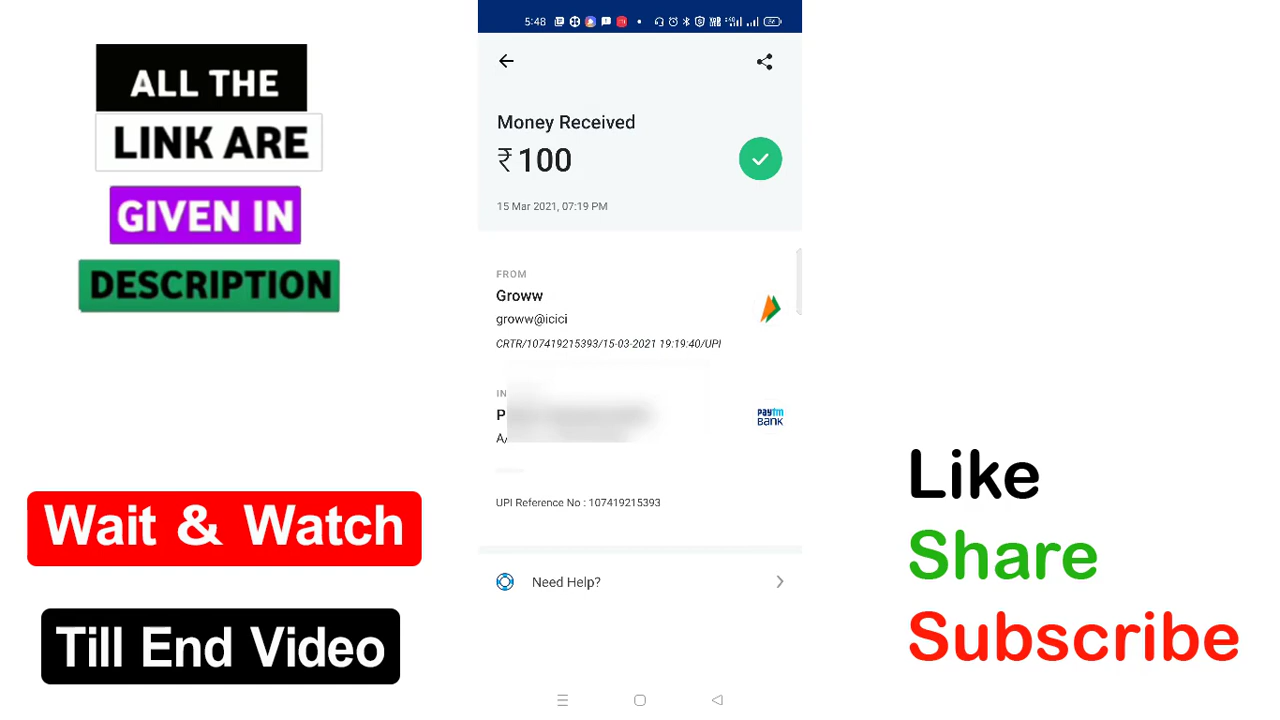 ALL THE
LINK ARE
GIVEN IN
DESCRIPTION
Wait & Watch
Till End Video
5:48
Money Received
₹100
15 Mar 2021, 07:19 PM
FROM
Groww
groww@icici
CRTR/107419215393/15-03-2021 19:19:40/UPI
paytm
BANK
UPI Reference No : 107419215393
Need Help?
Like
Share
Subscribe